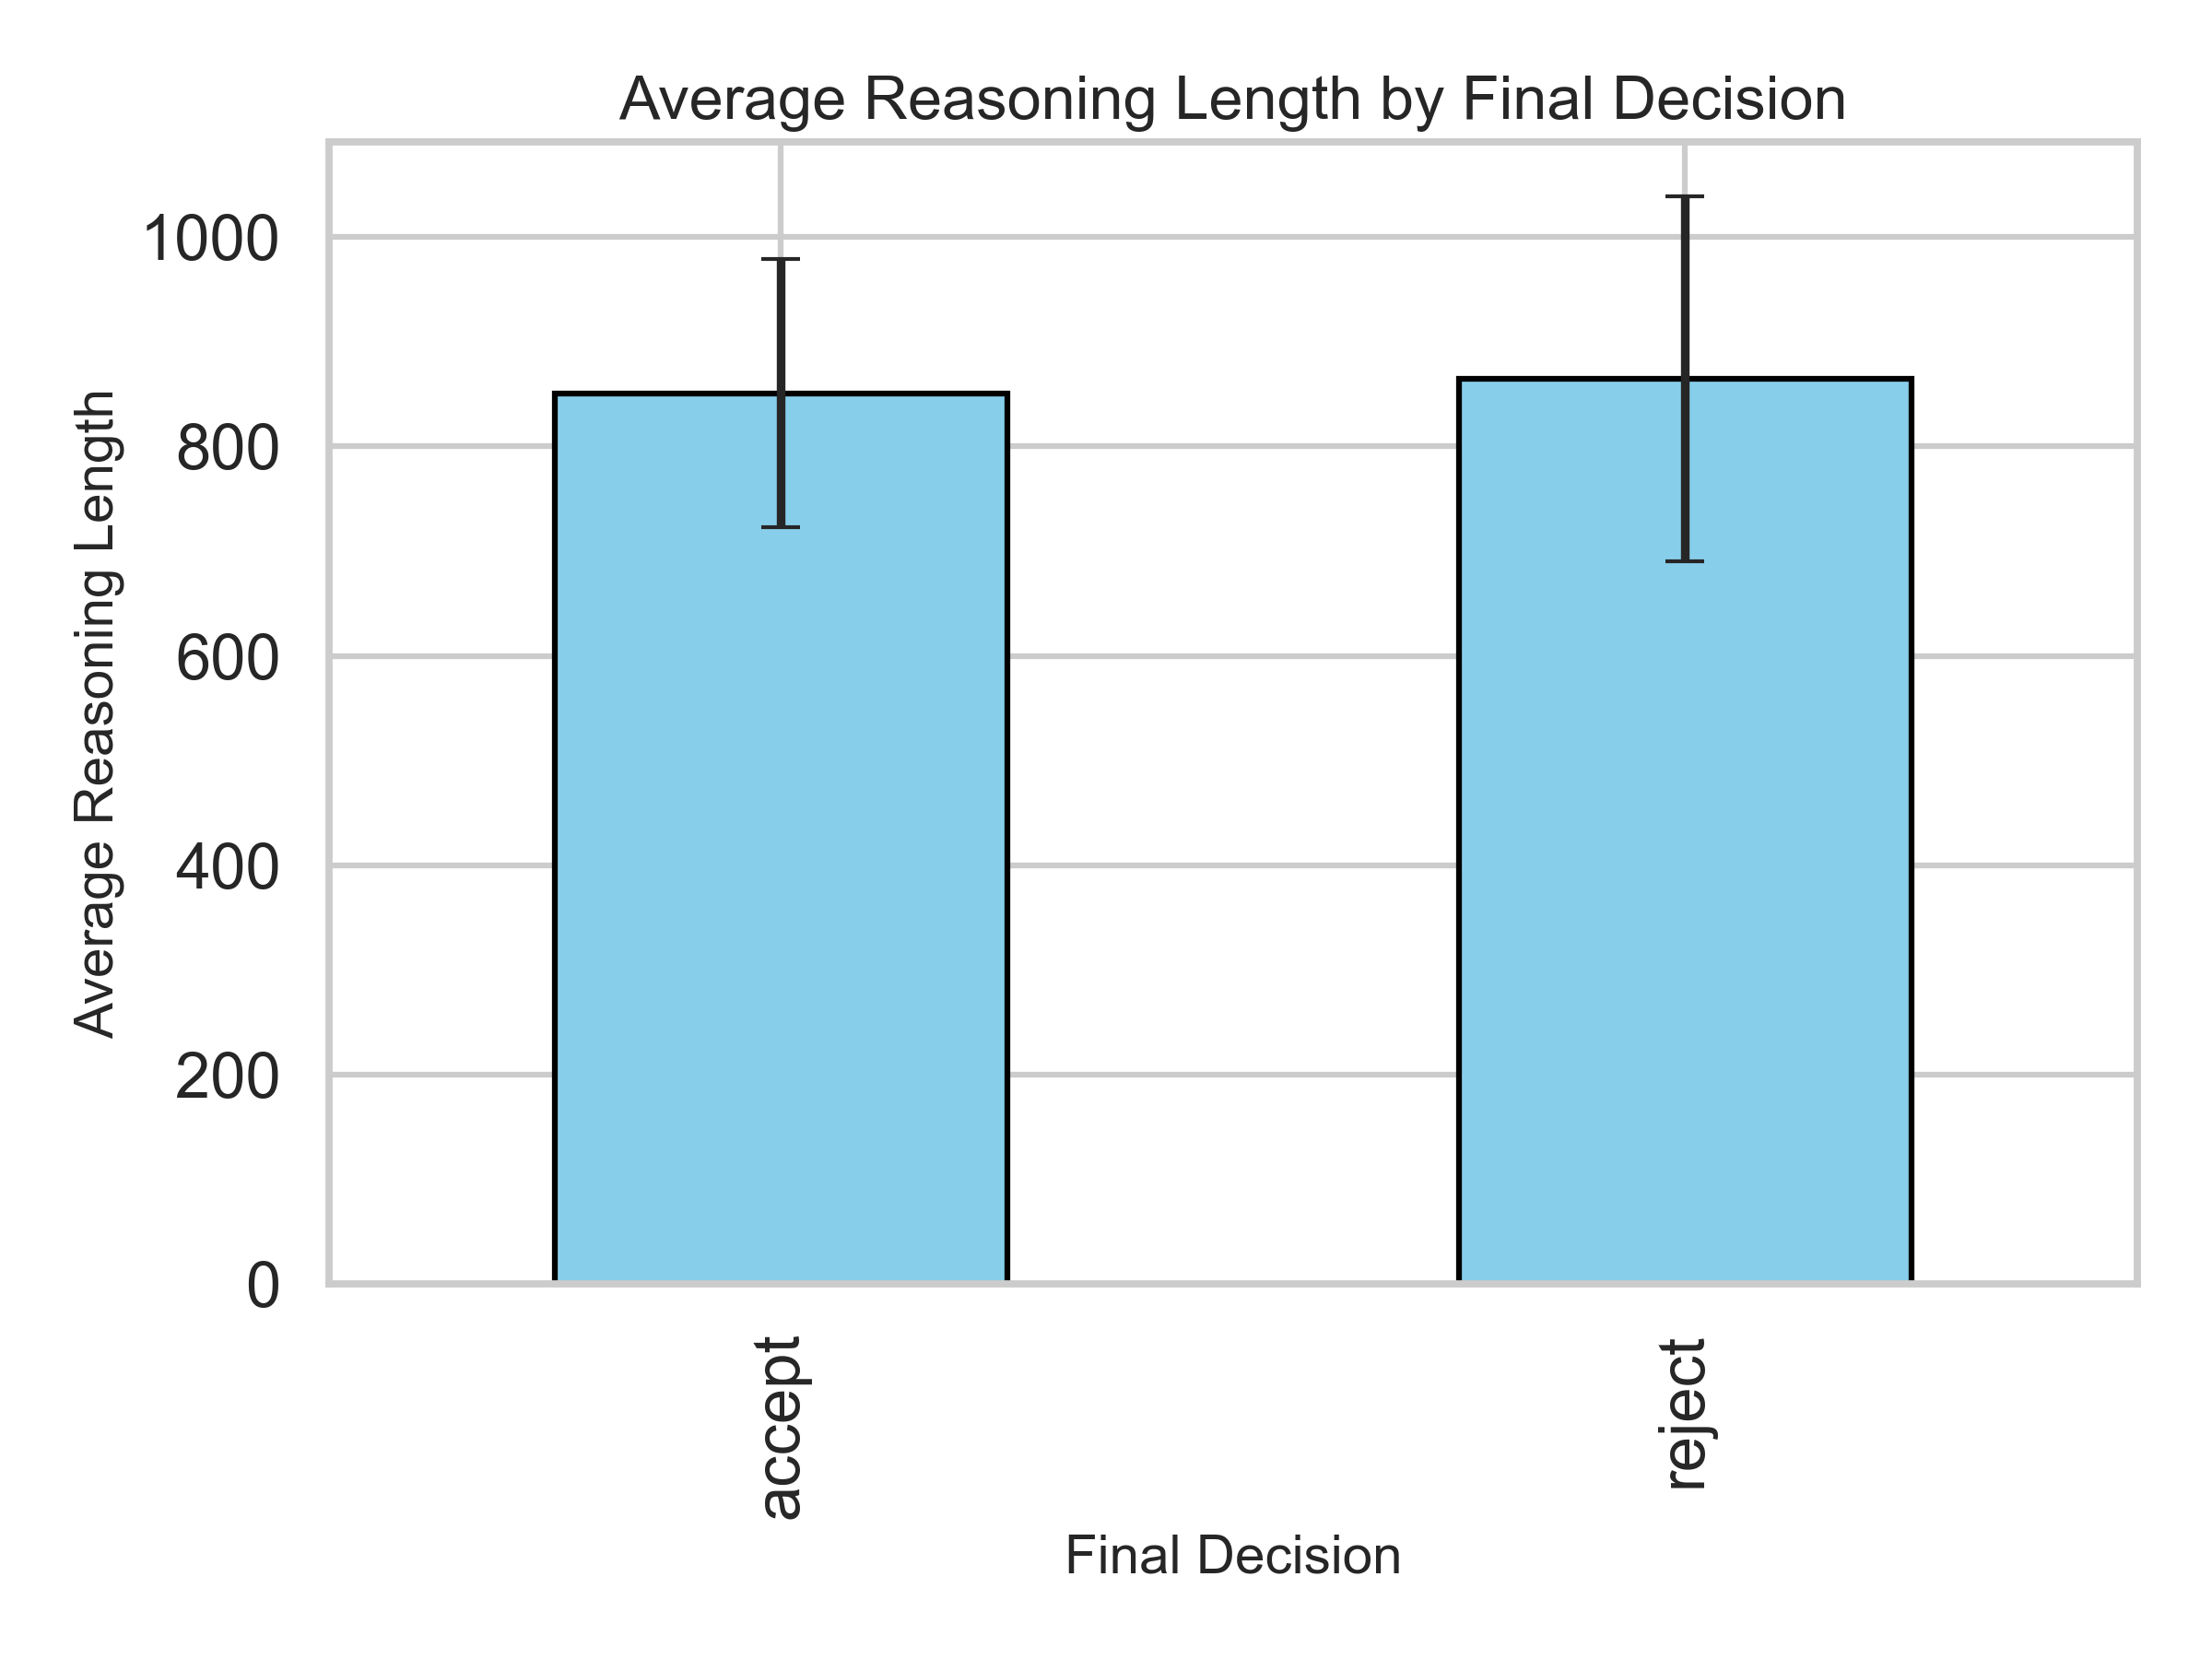 Average Reasoning Length by Final Decision
Average Reasoning Length
1000
800
600
400
200
0
accept
reject
Final Decision